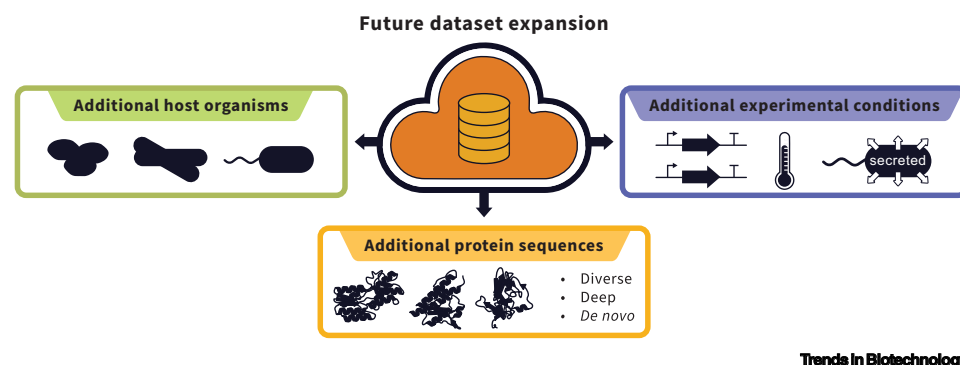 Future dataset expansion
Additional host organisms
Additional experimental conditions
secreted
Additional protein sequences
• Diverse
• Deep
• De novo
Trends in Biotechnology